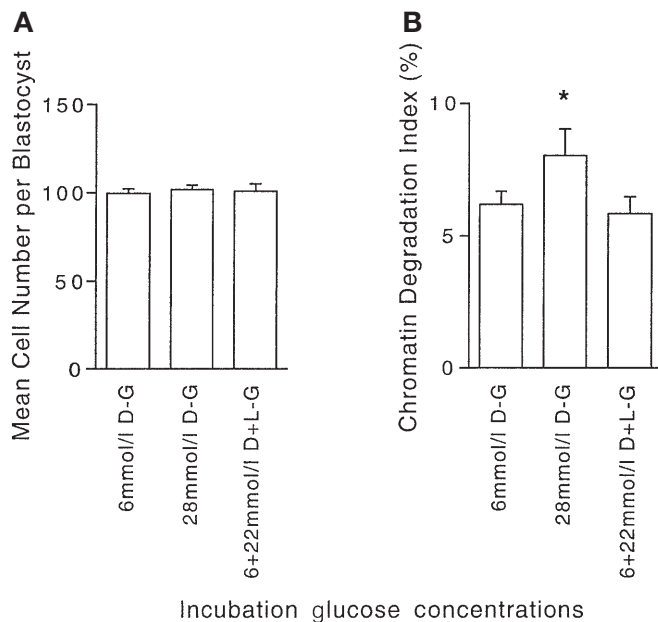 A
Mean Cell Number per Blastocyst
150
100
50
0
6mmol/l D-G
28mmol/l D-G
6+22mmol/l D+L-G
B
Chromatin Degradation Index (%)
10
5
0
*
6mmol/l D-G
28mmol/l D-G
6+22mmol/l D+L-G
Incubation glucose concentrations